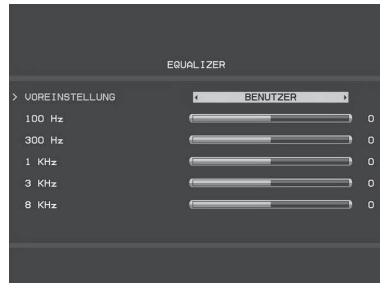 EQUALIZER
> VOREINSTELLUNG BENUTZER
100 Hz 0
300 Hz 0
1 KHz 0
3 KHz 0
8 KHz 0